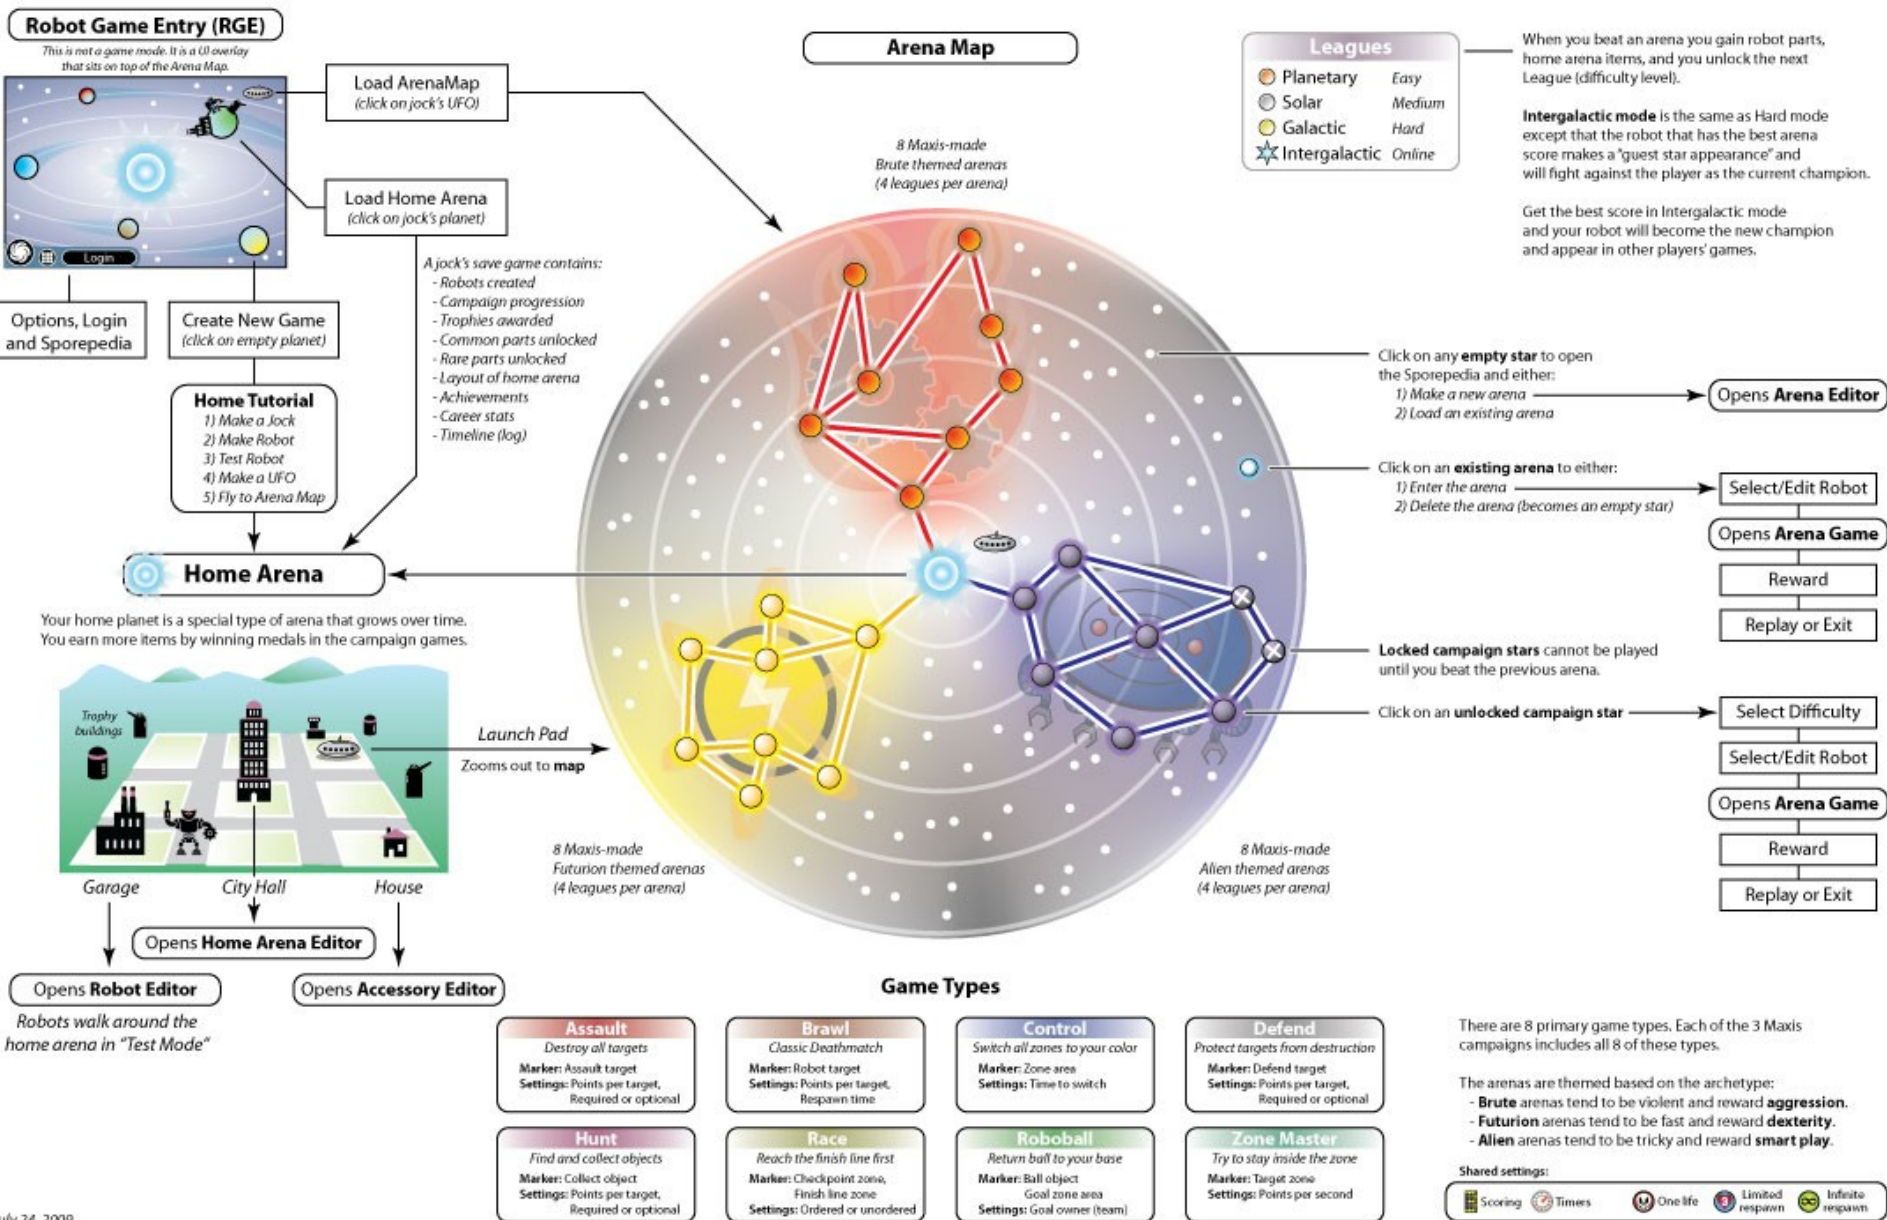 Robot Game Entry (RGE)
This is not a game mode. It is a UI overlay
that sits on top of the Arena Map.
Login
Load ArenaMap
(click on jock's UFO)
Load Home Arena
(click on jock's planet)
Options, Login
and Sporepedia
Create New Game
(click on empty planet)
Home Tutorial
1) Make a Jock
2) Make Robot
3) Test Robot
4) Make a UFO
5) Fly to Arena Map
A jock's save game contains:
- Robots created
- Campaign progression
- Trophies awarded
- Common parts unlocked
- Rare parts unlocked
- Layout of home arena
- Achievements
- Career stats
- Timeline (log)
Home Arena
Your home planet is a special type of arena that grows over time.
You earn more items by winning medals in the campaign games.
Trophy
buildings
Launch Pad
Zooms out to map
Garage
City Hall
House
Opens Home Arena Editor
Opens Robot Editor
Opens Accessory Editor
Robots walk around the
home arena in "Test Mode"
Arena Map
8 Maxis-made
Brute themed arenas
(4 leagues per arena)
8 Maxis-made
Futurion themed arenas
(4 leagues per arena)
8 Maxis-made
Alien themed arenas
(4 leagues per arena)
Leagues
Planetary Easy
Solar Medium
Galactic Hard
Intergalactic Online
When you beat an arena you gain robot parts,
home arena items, and you unlock the next
League (difficulty level).
Intergalactic mode is the same as Hard mode
except that the robot that has the best arena
score makes a "guest star appearance" and
will fight against the player as the current champion.
Get the best score in Intergalactic mode
and your robot will become the new champion
and appear in other players' games.
Click on any empty star to open
the Sporepedia and either:
1) Make a new arena
2) Load an existing arena
Opens Arena Editor
Click on an existing arena to either:
1) Enter the arena
2) Delete the arena (becomes an empty star)
Select/Edit Robot
Opens Arena Game
Reward
Replay or Exit
Locked campaign stars cannot be played
until you beat the previous arena.
Click on an unlocked campaign star
Select Difficulty
Select/Edit Robot
Opens Arena Game
Reward
Replay or Exit
Game Types
Assault
Destroy all targets
Marker: Assault target
Settings: Points per target,
Required or optional
Brawl
Classic Deathmatch
Marker: Robot target
Settings: Points per target,
Respawn time
Control
Switch all zones to your color
Marker: Zone area
Settings: Time to switch
Defend
Protect targets from destruction
Marker: Defend target
Settings: Points per target,
Required or optional
Hunt
Find and collect objects
Marker: Collect object
Settings: Points per target,
Required or optional
Race
Reach the finish line first
Marker: Checkpoint zone,
Finish line zone
Settings: Ordered or unordered
Roboball
Return ball to your base
Marker: Ball object
Goal zone area
Settings: Goal owner (team)
Zone Master
Try to stay inside the zone
Marker: Target zone
Settings: Points per second
There are 8 primary game types. Each of the 3 Maxis
campaigns includes all 8 of these types.
The arenas are themed based on the archetype:
- Brute arenas tend to be violent and reward aggression.
- Futurion arenas tend to be fast and reward dexterity.
- Alien arenas tend to be tricky and reward smart play.
Shared settings:
Scoring
Timers
One life
Limited
respawn
Infinite
respawn